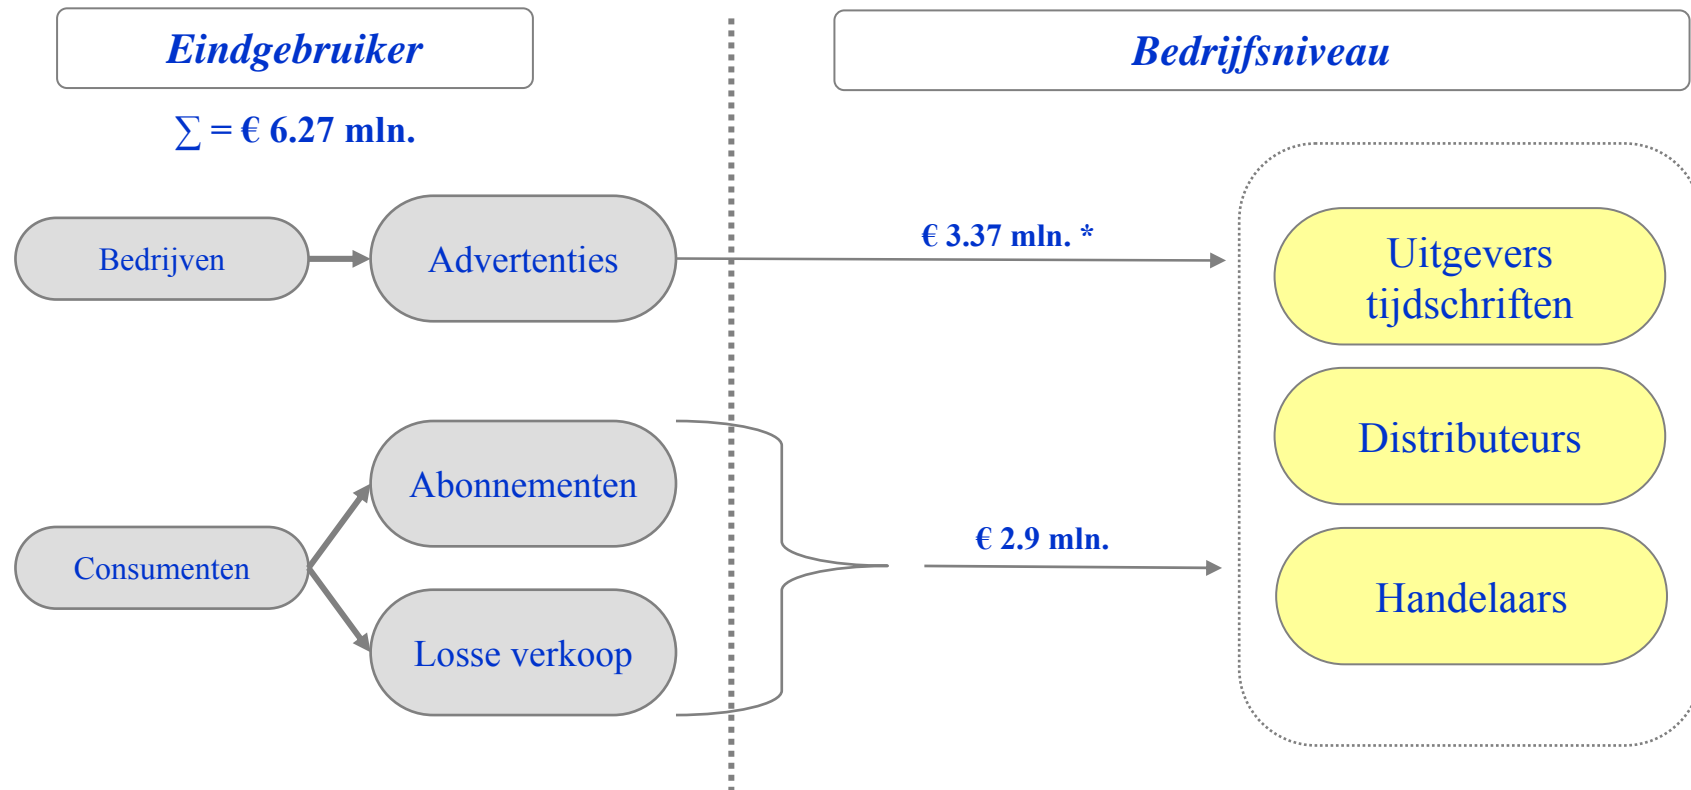 Eindgebruiker
Bedrijfsniveau
∑ = € 6.27 mln.
Bedrijven
Advertenties
€ 3.37 mln. *
Uitgevers
tijdschriften
Distributeurs
Abonnementen
€ 2.9 mln.
Consumenten
Handelaars
Losse verkoop